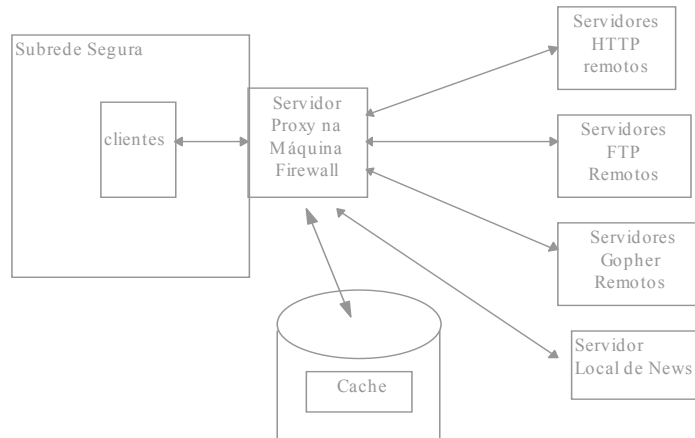 Subrede Segura
clientes
Servidor
Proxy na
Máquina
Firewall
Servidores
HTTP
remotos
Servidores
FTP
Remotos
Servidores
Gopher
Remotos
Servidor
Local de News
Cache